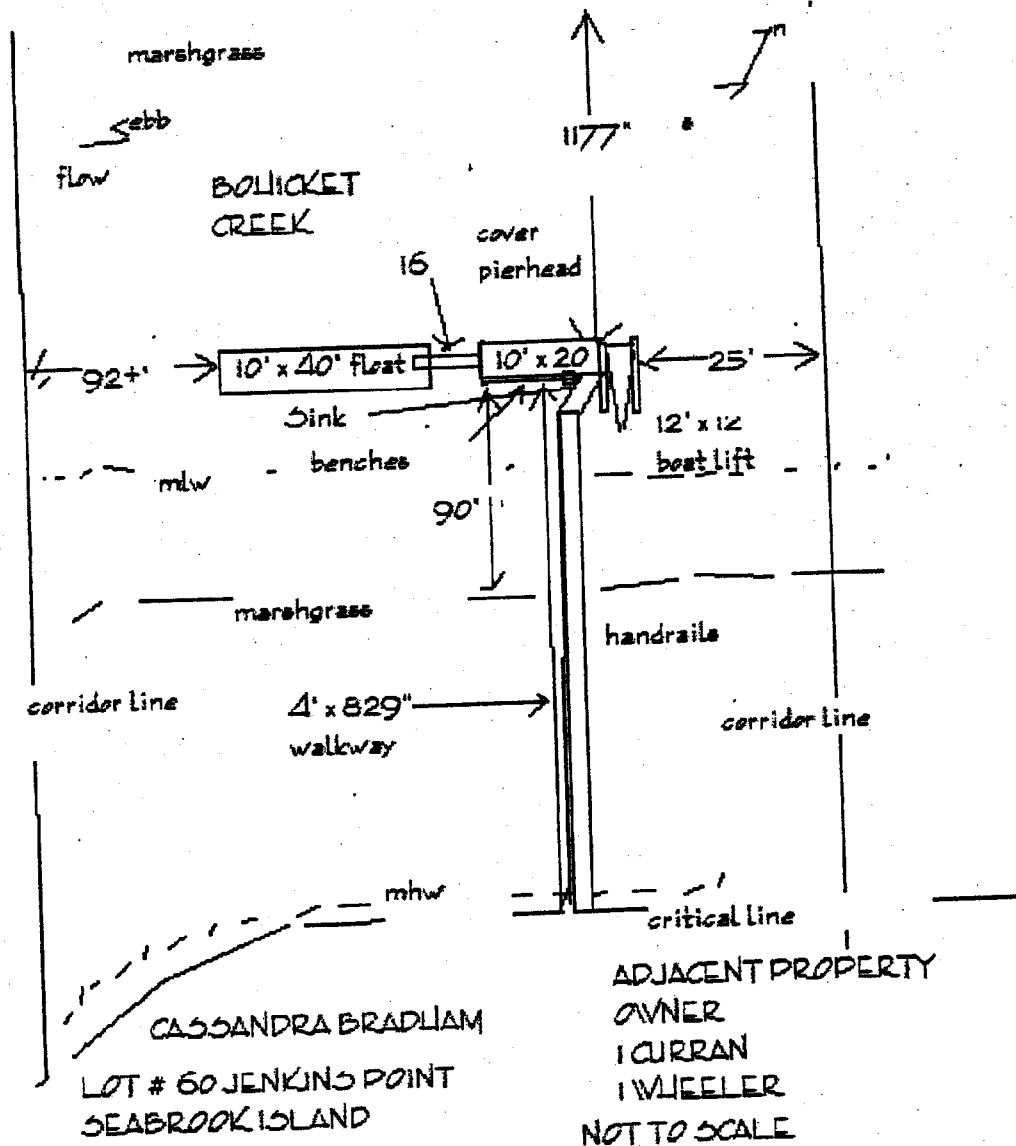 marshgrass
n
ebb
1177"
flow
BOHICKET
CREEK
cover
pierhead
16
92+'
10' x 40' float
10' x 20
25'
Sink
12' x 12
boat lift
benches
mlw
90'
marshgrass
handrails
corridor line
4' x 829"
walkway
corridor line
mhw
critical line
ADJACENT PROPERTY
OWNER
1 CURRAN
1 WHEELER
NOT TO SCALE
CASSANDRA BRADHAM
LOT # 60 JENKINS POINT
SEABROOK ISLAND